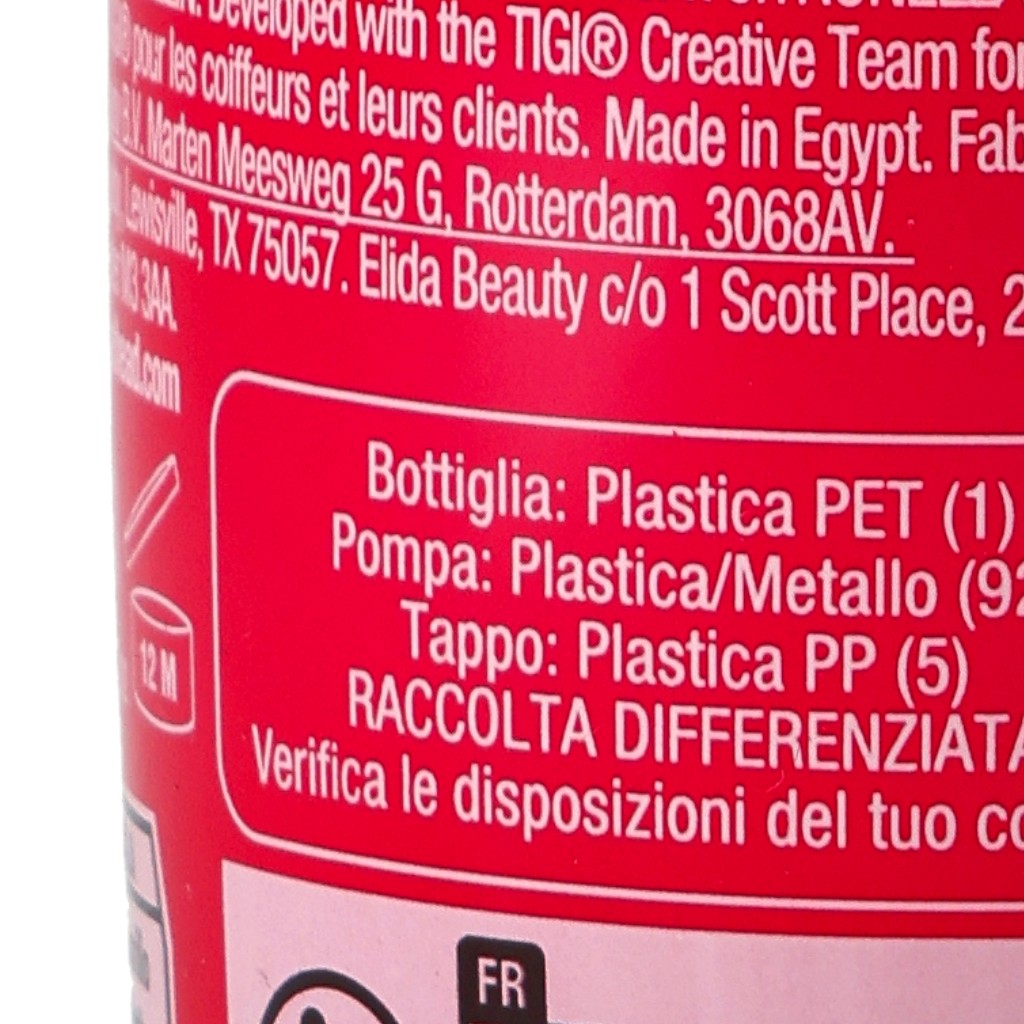 Developed with the TIGI® Creative Team for
pour les coiffeurs et leurs clients. Made in Egypt. Fab
B.V. Marten Meesweg 25 G, Rotterdam, 3068AV.
Lewisville, TX 75057. Elida Beauty c/o 1 Scott Place, 2
M3 3AA.
Bottiglia: Plastica PET (1)
Pompa: Plastica/Metallo (92
Tappo: Plastica PP (5)
RACCOLTA DIFFERENZIATA
Verifica le disposizioni del tuo co
12 M
FR